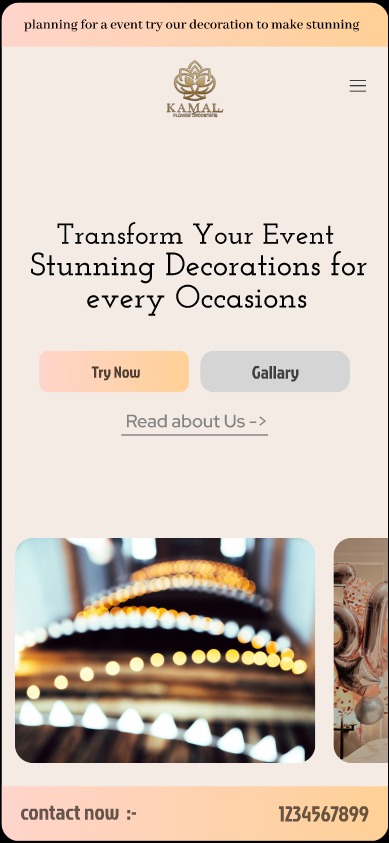 planning for a event try our decoration to make stunning
KAMAL
FLOWER DECORATERS
Transform Your Event
Stunning Decorations for
every Occasions
Try Now
Gallary
Read about Us ->
contact now :-
1234567899